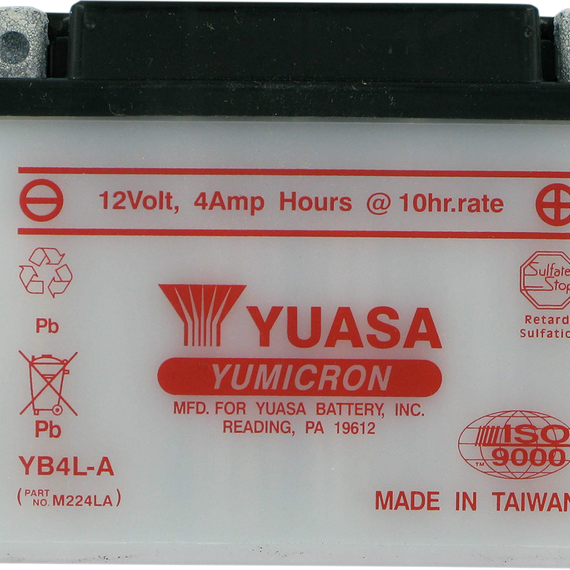 12Volt, 4Amp Hours @ 10hr.rate
Sulfate
Stop
Retard
Sulfatio
Pb
YUASA
YUMICRON
MFD. FOR YUASA BATTERY, INC.
READING, PA 19612
Pb
YB4L-A
(PART NO. M224LA)
ISO
9000
™
MADE IN TAIWAN